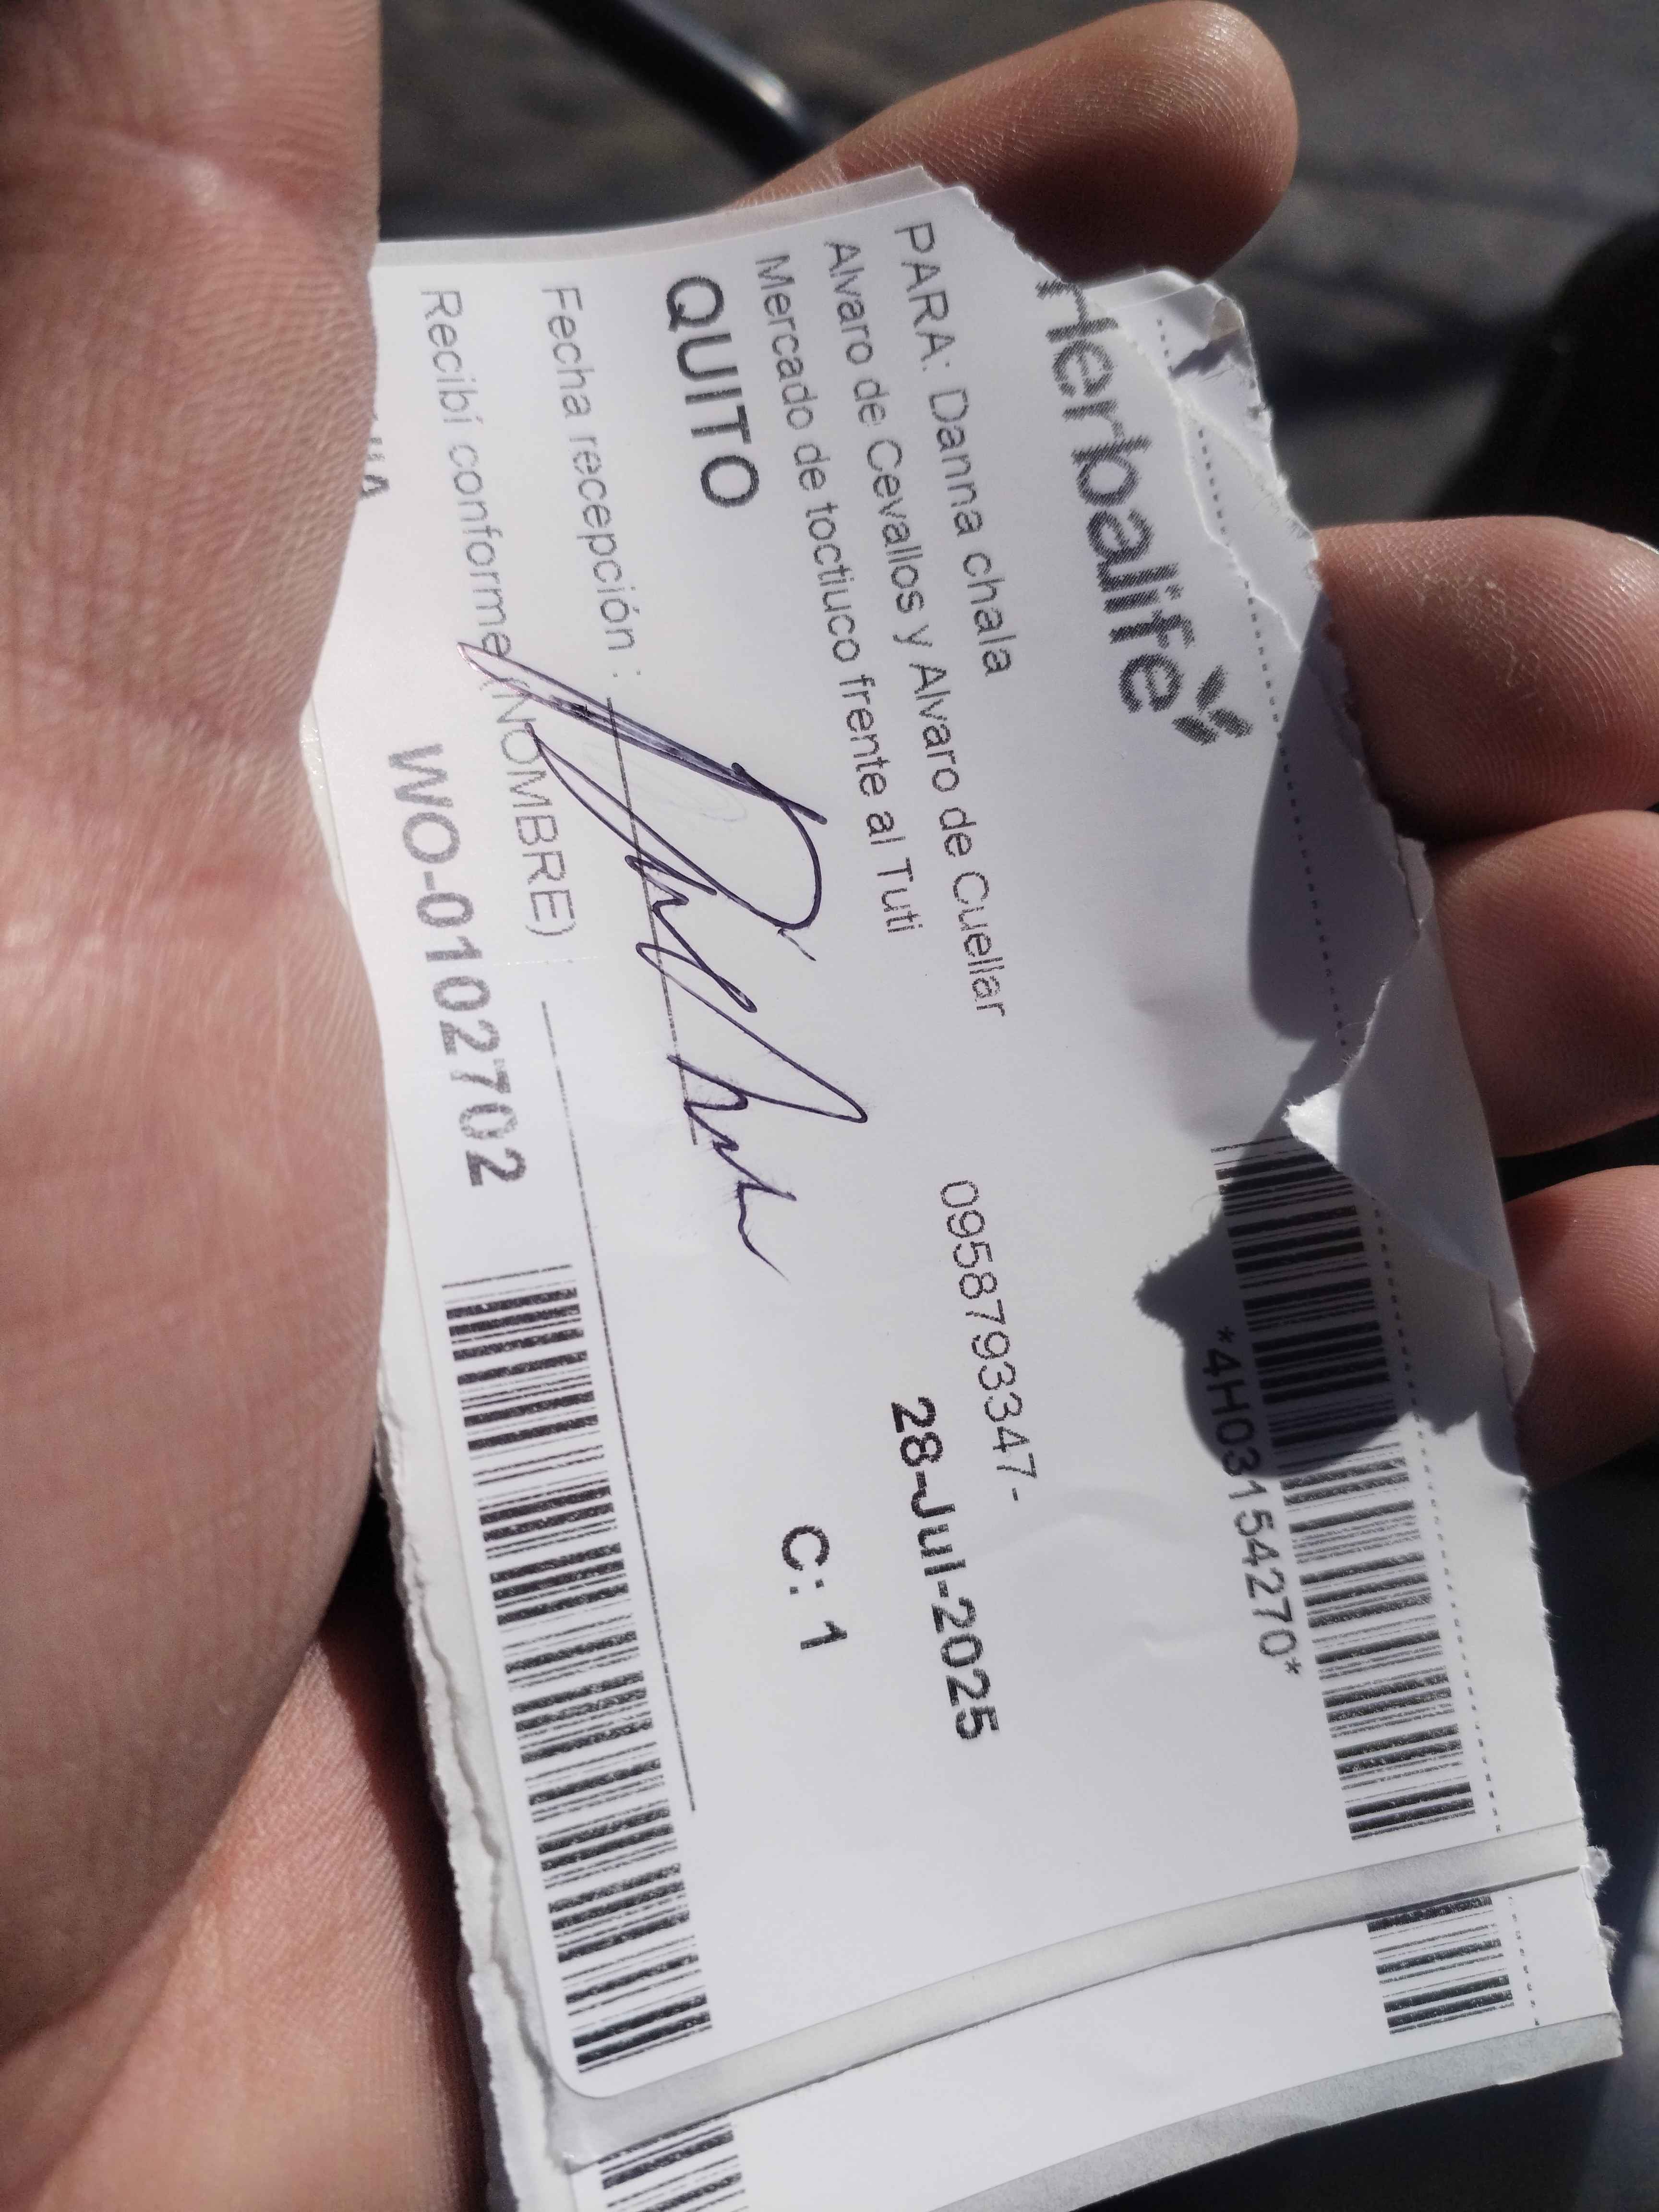 Herbalife
*4H03154270*
PARA: Danna chala
Alvaro de Cevallos y Alvaro de Cuellar 0958793347-
Mercado de toctiuco frente al Tuti 28-Jul-2025
QUITO C: 1
Fecha recepción :
Recibí conforme (NOMBRE) :
WO-0102702